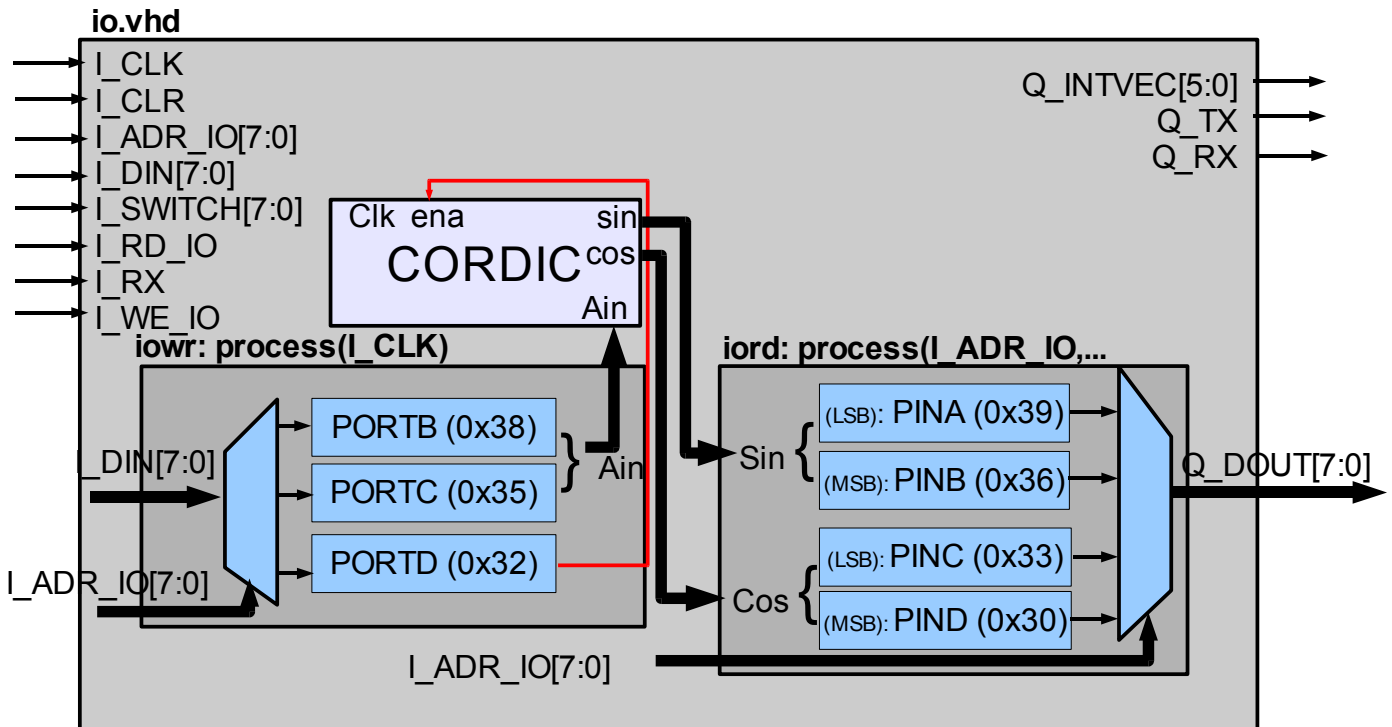 io.vhd
I_CLK
I_CLR
I_ADR_IO[7:0]
I_DIN[7:0]
I_SWITCH[7:0]
I_RD_IO
I_RX
I_WE_IO
Q_INTVEC[5:0]
Q_TX
Q_RX
Clk ena sin
CORDIC cos
Ain
iowr: process(I_CLK)
I_DIN[7:0]
I_ADR_IO[7:0]
PORTB (0x38)
PORTC (0x35)
} Ain
PORTD (0x32)
iord: process(I_ADR_IO,...
Sin {
(LSB): PINA (0x39)
(MSB): PINB (0x36)
Cos {
(LSB): PINC (0x33)
(MSB): PIND (0x30)
I_ADR_IO[7:0]
Q_DOUT[7:0]